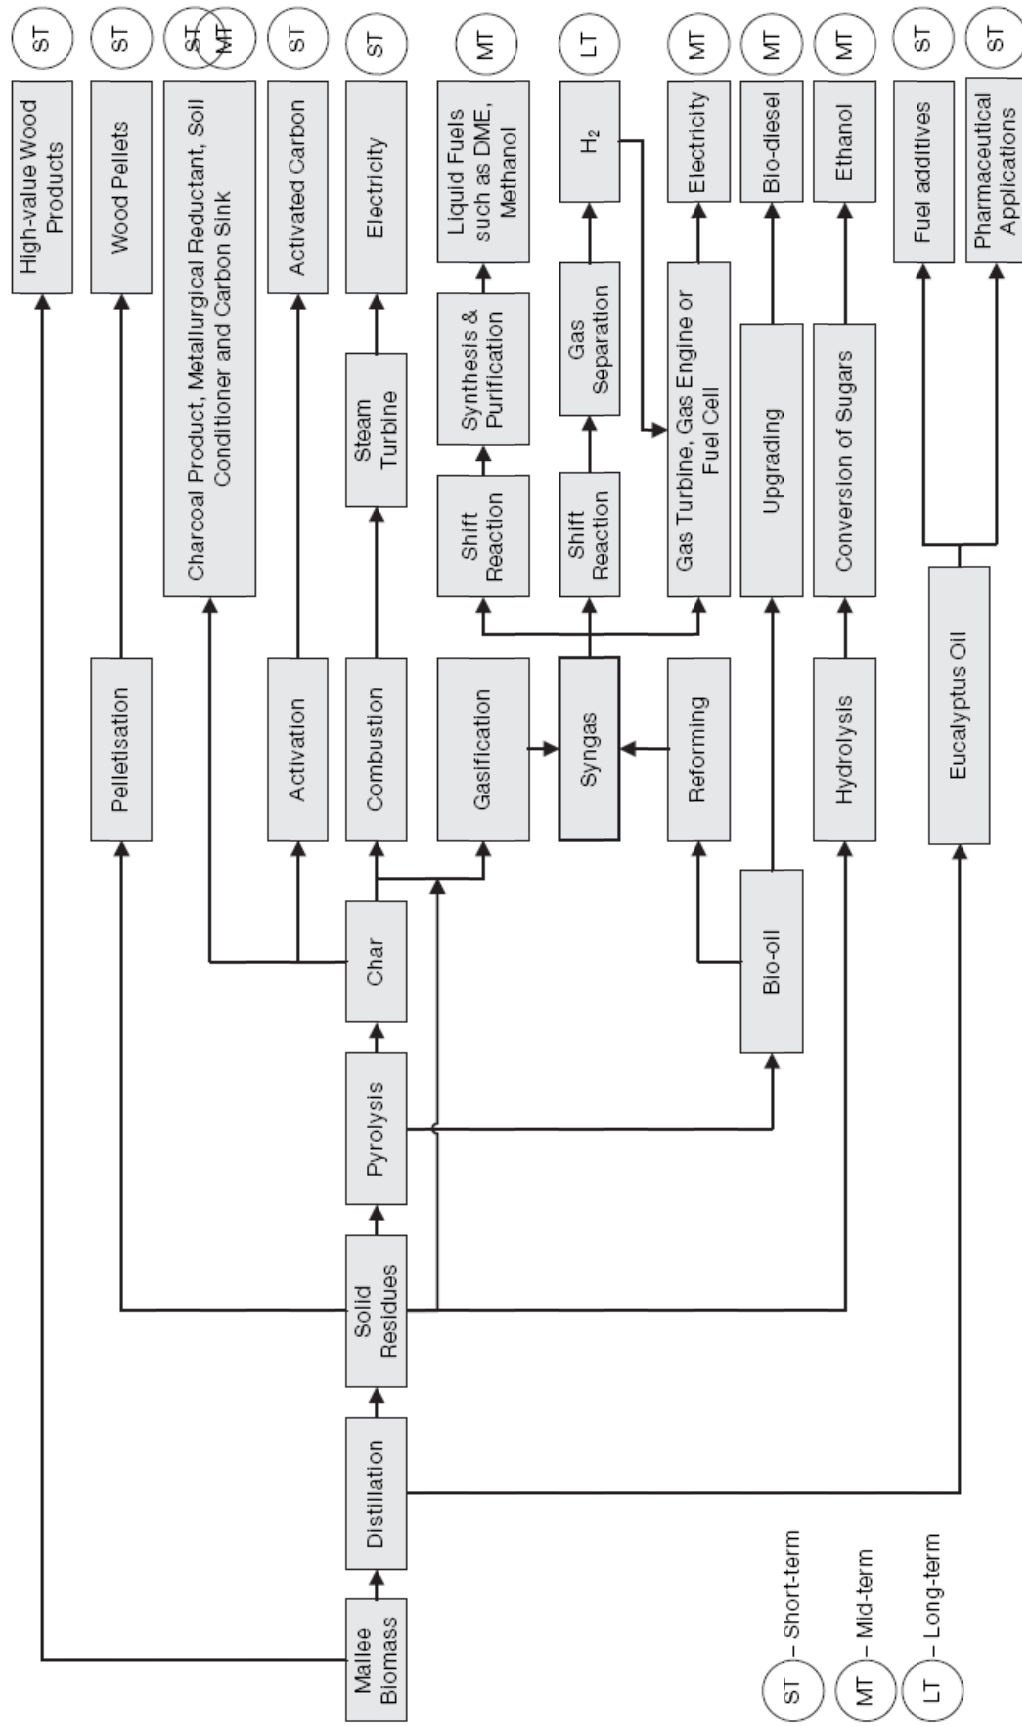 Mallee
Biomass
Distillation
Solid
Residues
Pyrolysis
Char
Bio-oil
Pelletisation
Activation
Combustion
Gasification
Syngas
Reforming
Hydrolysis
Eucalyptus Oil
Steam
Turbine
Shift
Reaction
Synthesis &
Purification
Shift
Reaction
Gas
Separation
Gas Turbine, Gas Engine or
Fuel Cell
Upgrading
Conversion of Sugars
High-value Wood
Products
ST
Wood Pellets
ST
Charcoal Product, Metallurgical Reductant, Soil
Conditioner and Carbon Sink
ST
MT
Activated Carbon
ST
Electricity
ST
Liquid Fuels
such as DME,
Methanol
MT
H₂
LT
Electricity
MT
Bio-diesel
MT
Ethanol
MT
Fuel additives
ST
Pharmaceutical
Applications
ST
ST – Short-term
MT – Mid-term
LT – Long-term